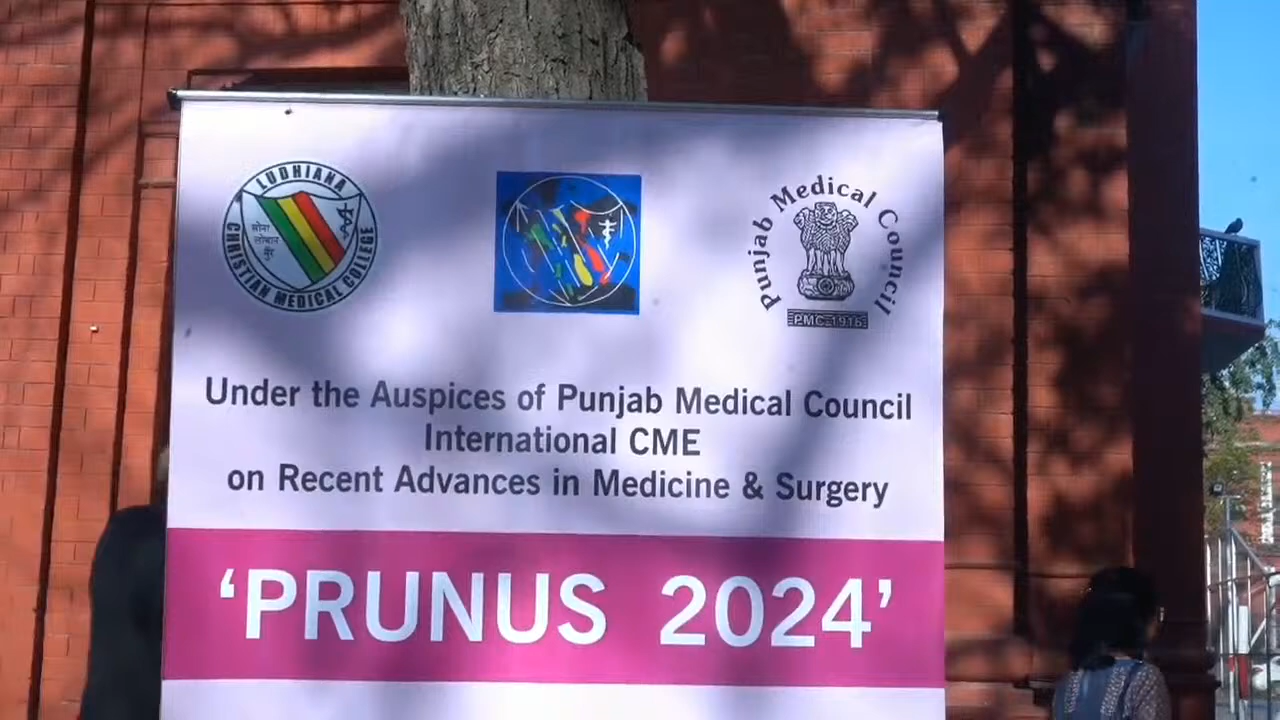 LUDHIANA
CHRISTIAN MEDICAL COLLEGE
Punjab Medical Council
PMC-1916
Under the Auspices of Punjab Medical Council
International CME
on Recent Advances in Medicine & Surgery
‘PRUNUS 2024’